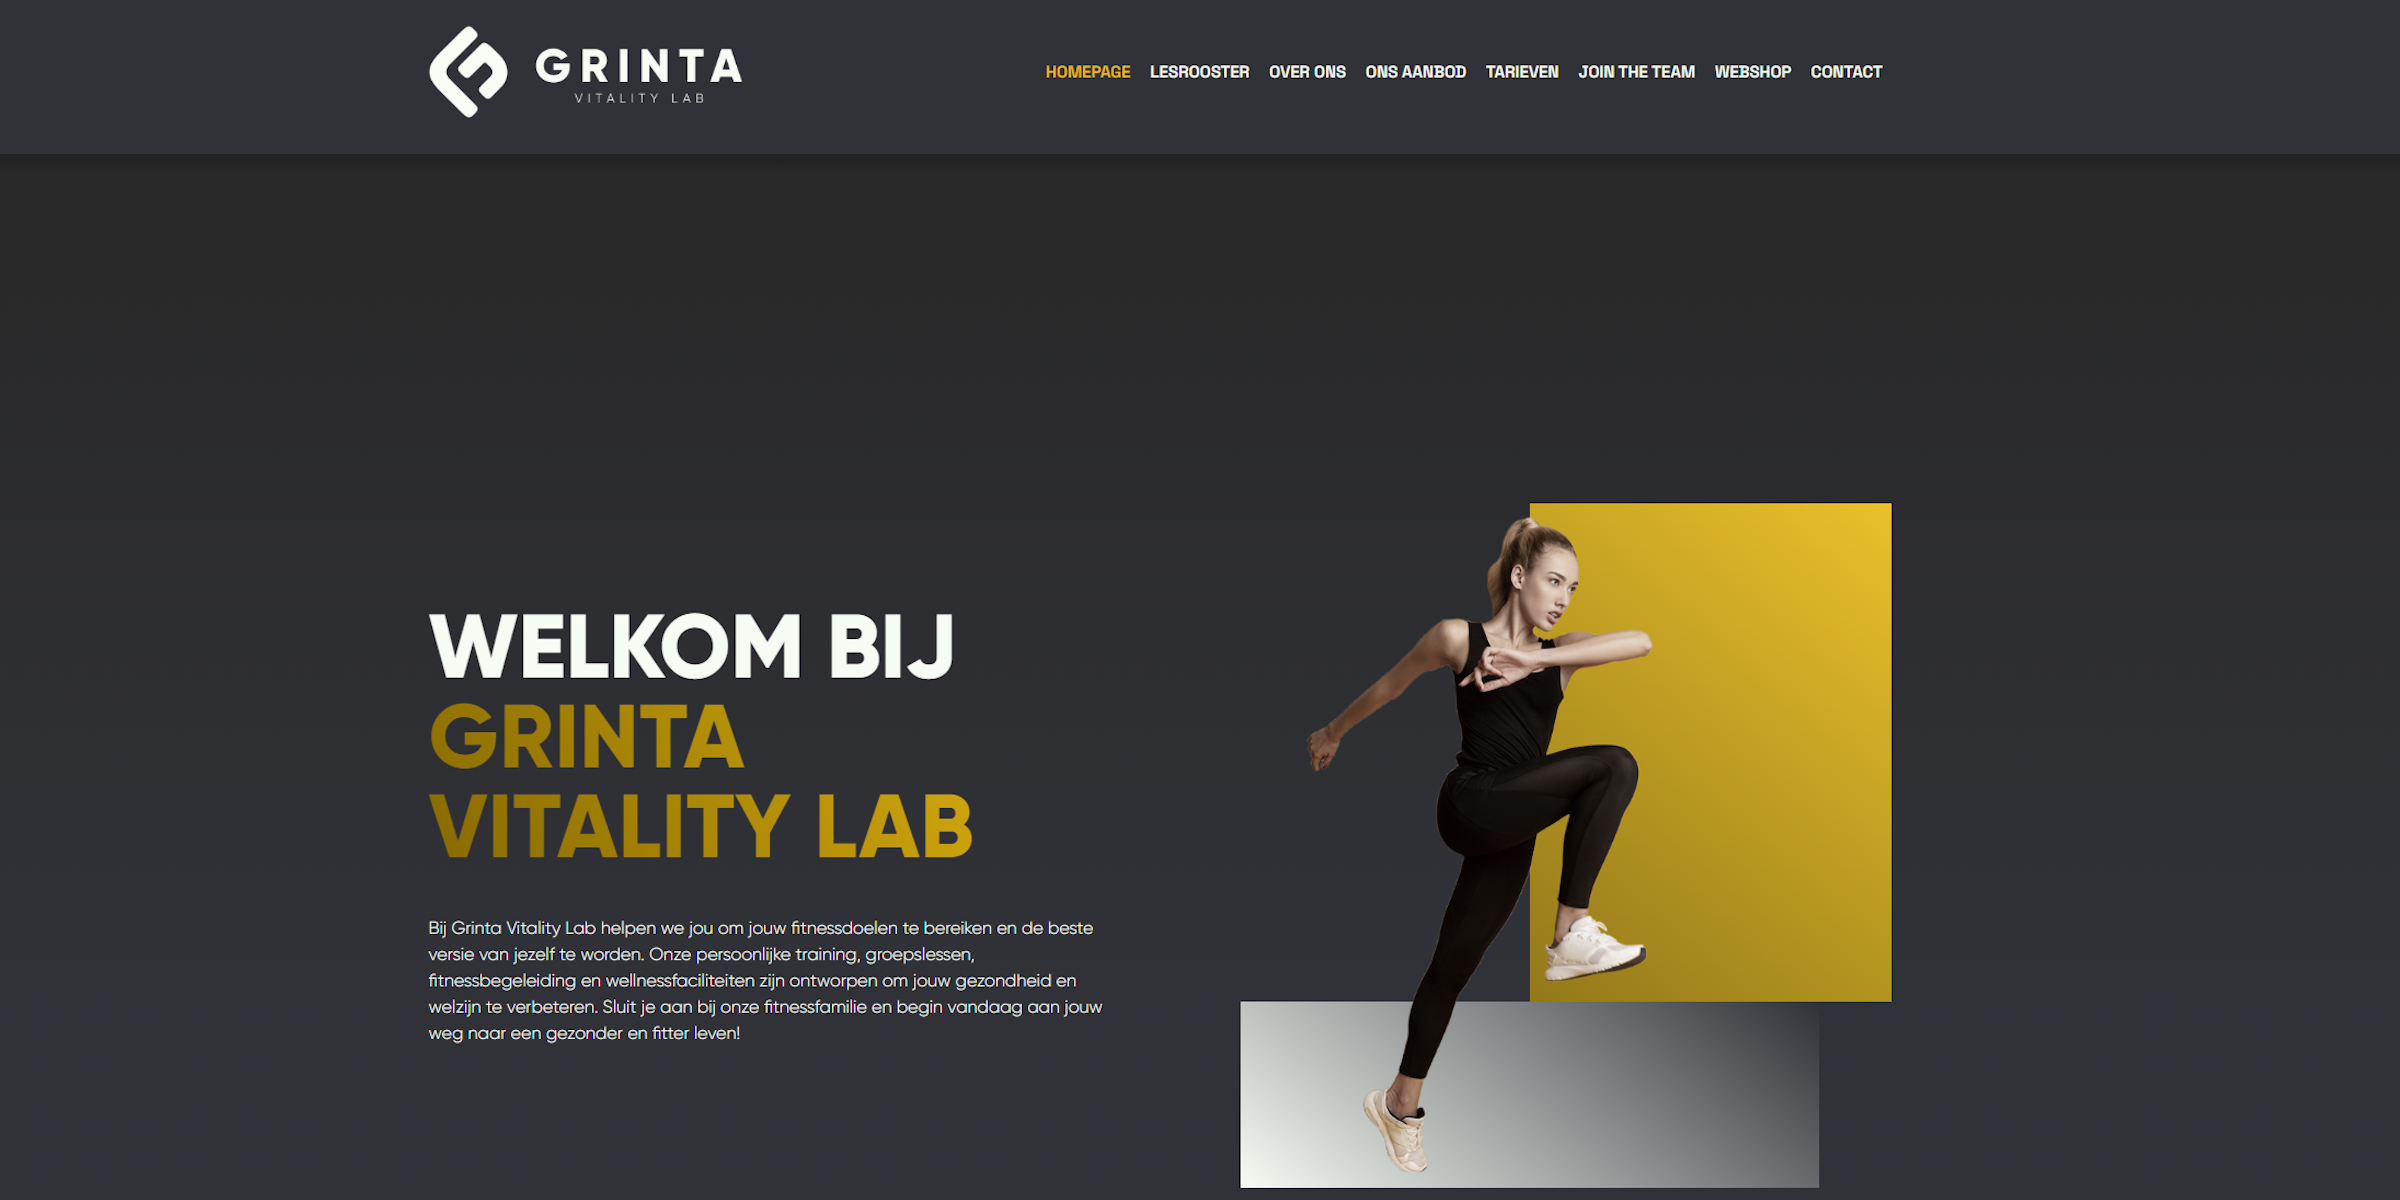 GRINTA
VITALITY LAB
HOMEPAGE LESROOSTER OVER ONS ONS AANBOD TARIEVEN JOIN THE TEAM WEBSHOP CONTACT
WELKOM BIJ
GRINTA
VITALITY LAB
Bij Grinta Vitality Lab helpen we jou om jouw fitnessdoelen te bereiken en de beste
versie van jezelf te worden. Onze persoonlijke training, groepslessen,
fitnessbegeleiding en wellnessfaciliteiten zijn ontworpen om jouw gezondheid en
welzijn te verbeteren. Sluit je aan bij onze fitnessfamilie en begin vandaag aan jouw
weg naar een gezonder en fitter leven!